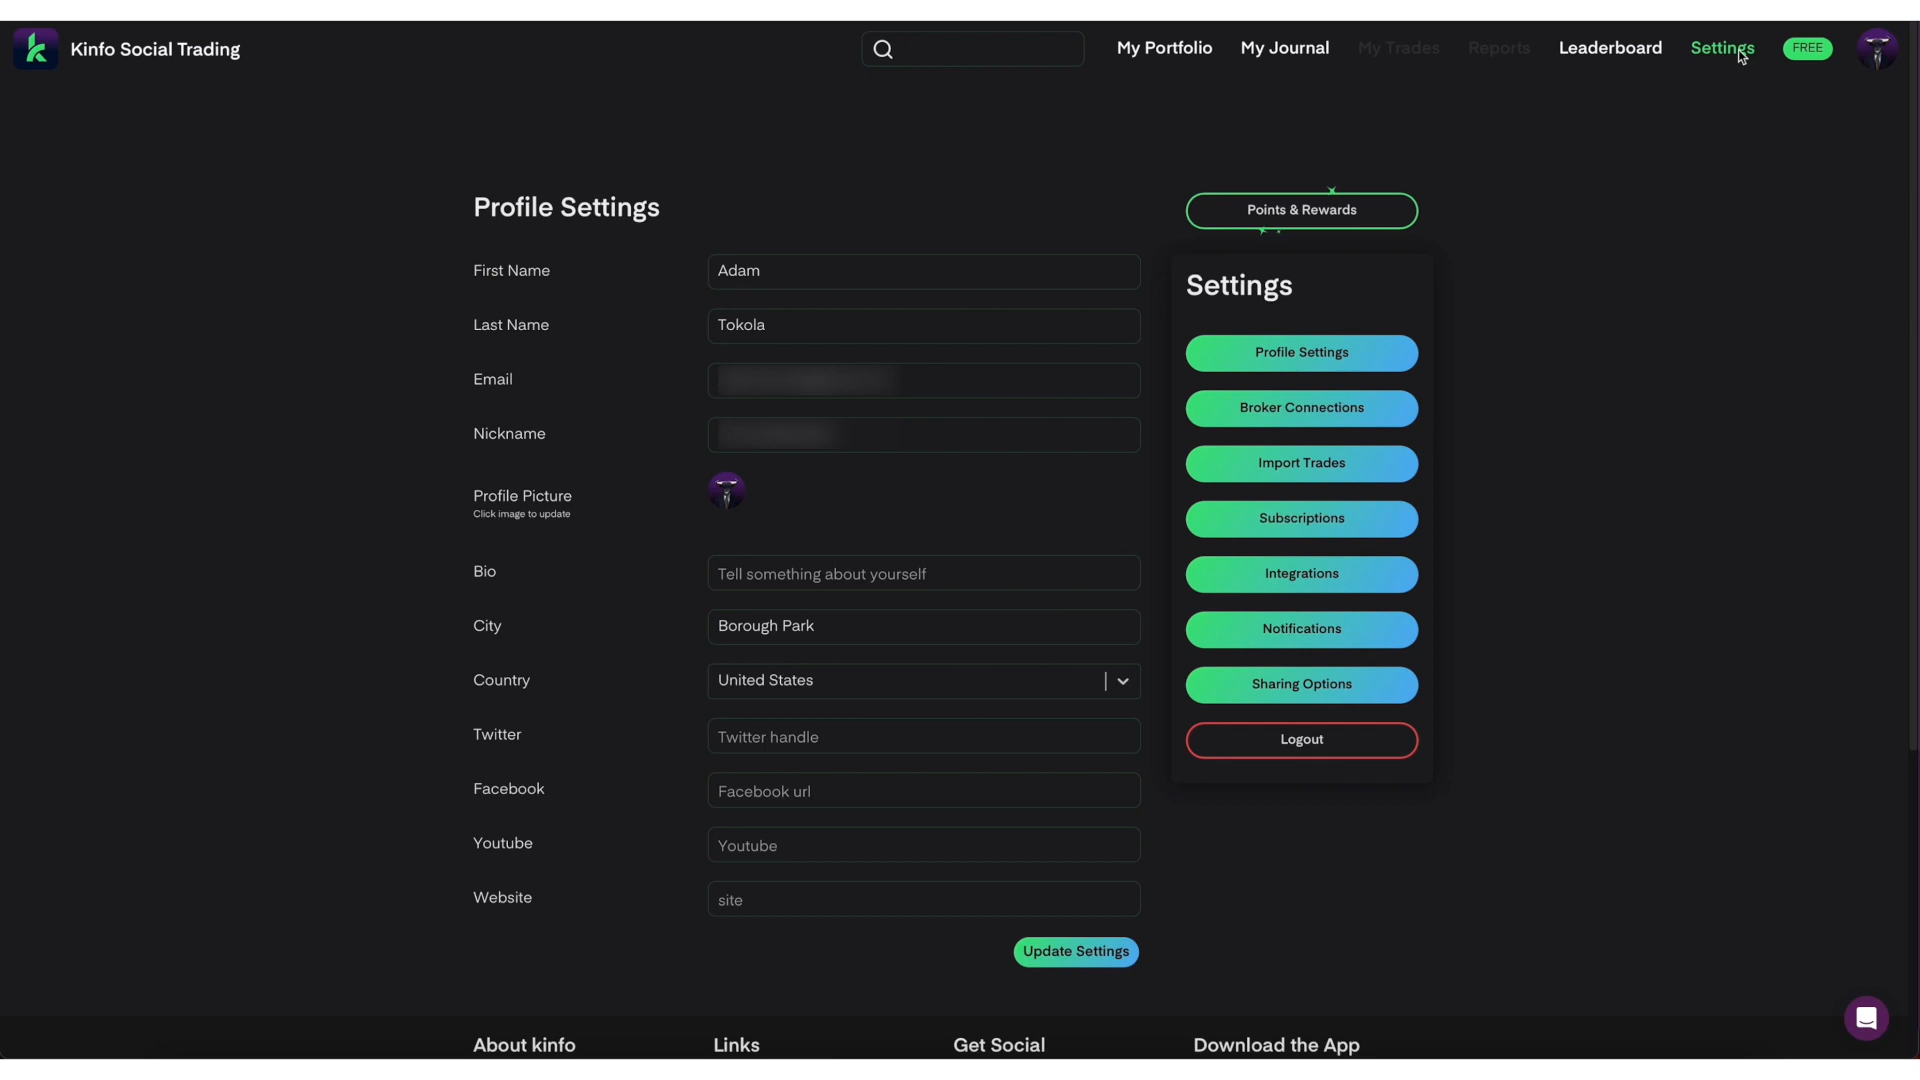 Kinfo Social Trading
My Portfolio
My Journal
My Trades
Reports
Leaderboard
Settings
FREE
Profile Settings
Points & Rewards
First Name
Adam
Last Name
Tokola
Email
Nickname
Profile Picture
Click image to update
Bio
Tell something about yourself
City
Borough Park
Country
United States
Twitter
Twitter handle
Facebook
Facebook url
Youtube
Youtube
Website
site
Update Settings
Settings
Profile Settings
Broker Connections
Import Trades
Subscriptions
Integrations
Notifications
Sharing Options
Logout
About kinfo
Links
Get Social
Download the App